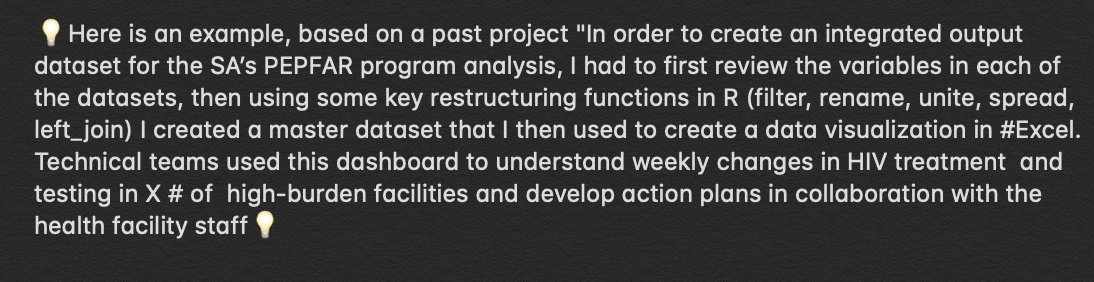 💡Here is an example, based on a past project "In order to create an integrated output
dataset for the SA’s PEPFAR program analysis, I had to first review the variables in each of
the datasets, then using some key restructuring functions in R (filter, rename, unite, spread,
left_join) I created a master dataset that I then used to create a data visualization in #Excel.
Technical teams used this dashboard to understand weekly changes in HIV treatment  and
testing in X # of  high-burden facilities and develop action plans in collaboration with the
health facility staff💡